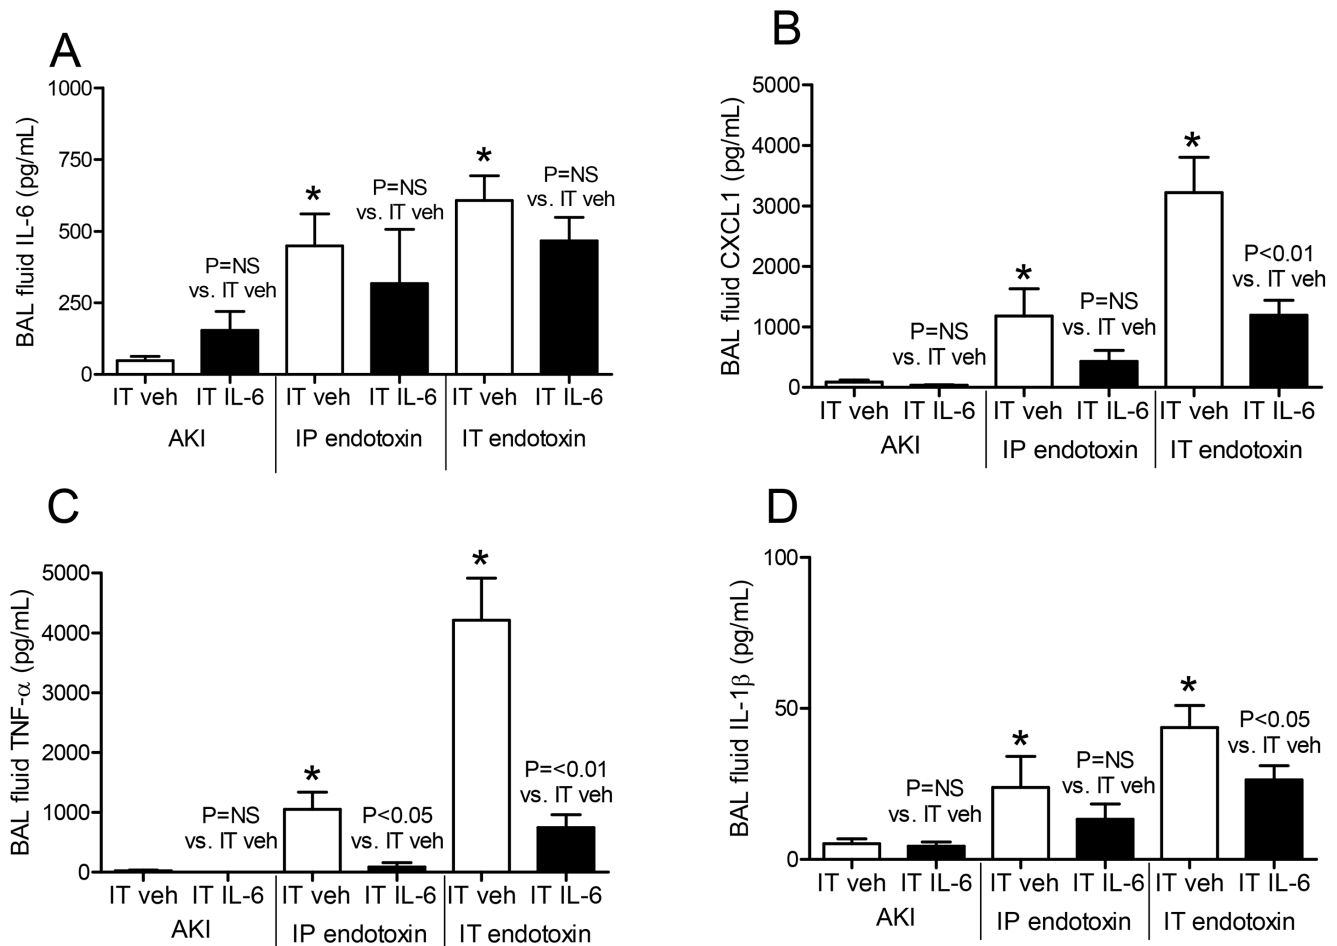 A
BAL fluid IL-6 (pg/mL)
1000
750
500
250
0
*
*
P=NS
vs. IT veh
P=NS
vs. IT veh
P=NS
vs. IT veh
IT veh IT IL-6 IT veh IT IL-6 IT veh IT IL-6
AKI IP endotoxin IT endotoxin
B
BAL fluid CXCL1 (pg/mL)
5000
4000
3000
2000
1000
0
*
*
P<0.01
vs. IT veh
P=NS
vs. IT veh
P=NS
vs. IT veh
IT veh IT IL-6 IT veh IT IL-6 IT veh IT IL-6
AKI IP endotoxin IT endotoxin
C
BAL fluid TNF-α (pg/mL)
5000
4000
3000
2000
1000
0
*
*
P=<0.01
vs. IT veh
P=NS
vs. IT veh
P<0.05
vs. IT veh
IT veh IT IL-6 IT veh IT IL-6 IT veh IT IL-6
AKI IP endotoxin IT endotoxin
D
BAL fluid IL-1β (pg/mL)
100
50
0
*
*
P<0.05
vs. IT veh
P=NS
vs. IT veh
P=NS
vs. IT veh
IT veh IT IL-6 IT veh IT IL-6 IT veh IT IL-6
AKI IP endotoxin IT endotoxin